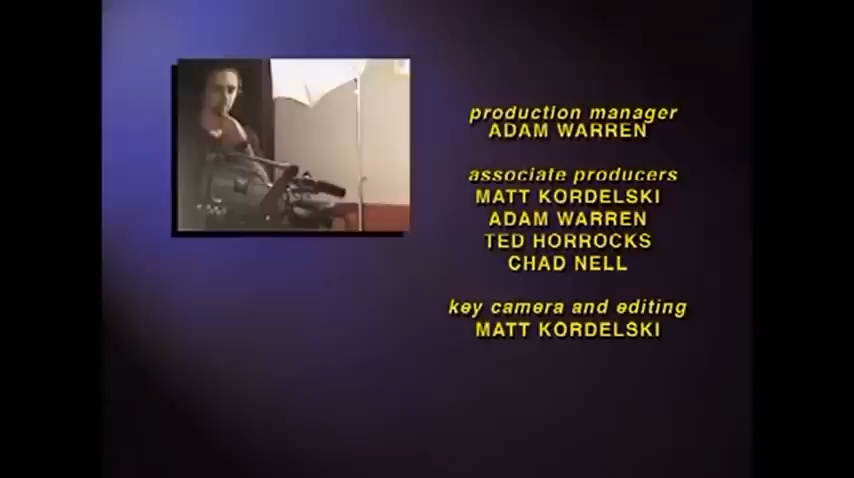 production manager
ADAM WARREN
associate producers
MATT KORDELSKI
ADAM WARREN
TED HORROCKS
CHAD NELL
key camera and editing
MATT KORDELSKI